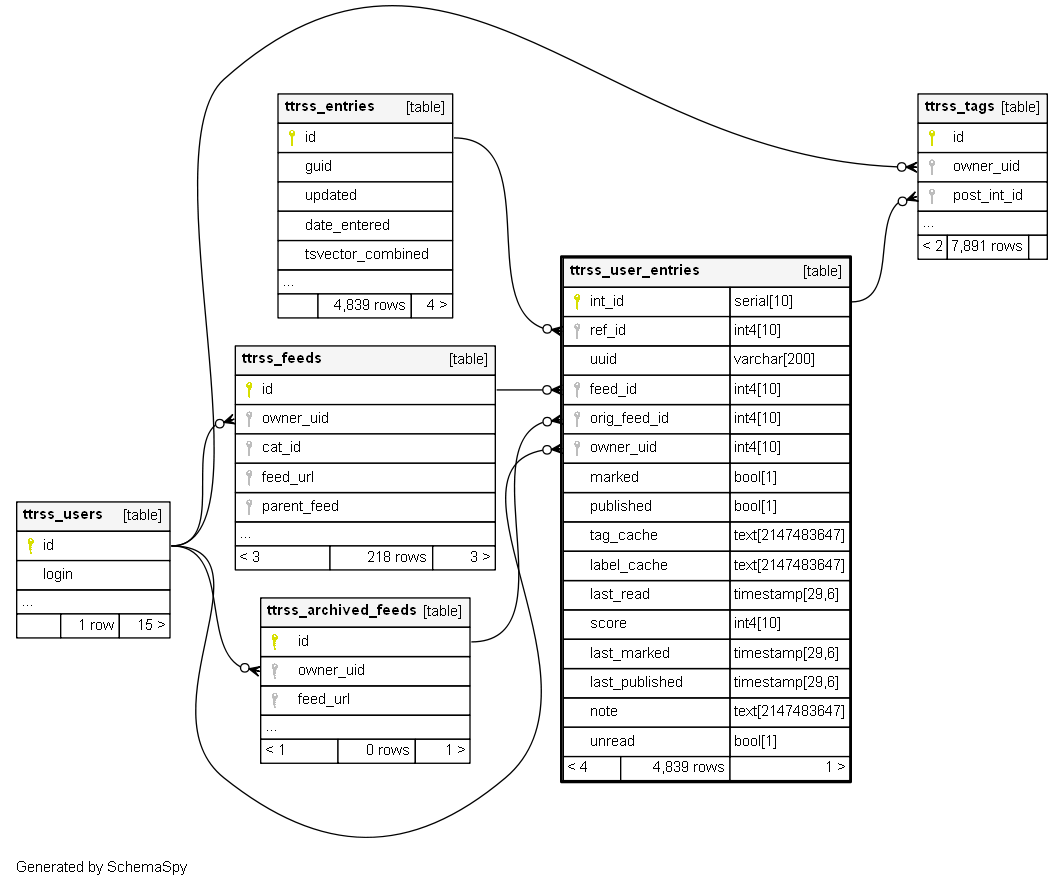 ttrss_entries [table]
id
guid
updated
date_entered
tsvector_combined
...
4,839 rows 4 >
ttrss_tags [table]
id
owner_uid
post_int_id
...
< 2 7,891 rows
ttrss_user_entries [table]
int_id serial[10]
ref_id int4[10]
uuid varchar[200]
feed_id int4[10]
orig_feed_id int4[10]
owner_uid int4[10]
marked bool[1]
published bool[1]
tag_cache text[2147483647]
label_cache text[2147483647]
last_read timestamp[29,6]
score int4[10]
last_marked timestamp[29,6]
last_published timestamp[29,6]
note text[2147483647]
unread bool[1]
< 4 4,839 rows 1 >
ttrss_feeds [table]
id
owner_uid
cat_id
feed_url
parent_feed
...
< 3 218 rows 3 >
ttrss_users [table]
id
login
...
1 row 15 >
ttrss_archived_feeds [table]
id
owner_uid
feed_url
...
< 1 0 rows 1 >
Generated by SchemaSpy